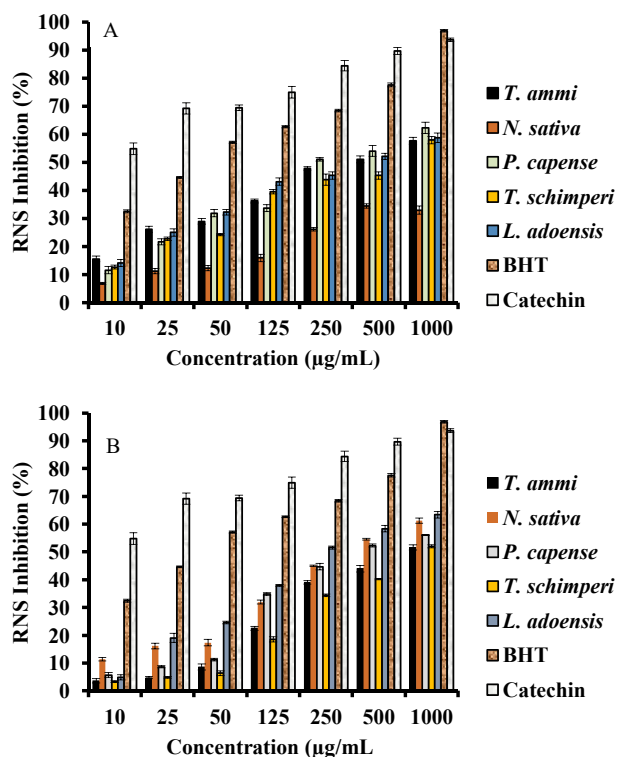 A
RNS Inhibition (%)
100
90
80
70
60
50
40
30
20
10
0
10 25 50 125 250 500 1000
Concentration (µg/mL)
T. ammi
N. sativa
P. capense
T. schimperi
L. adoensis
BHT
Catechin
B
RNS Inhibition (%)
100
90
80
70
60
50
40
30
20
10
0
10 25 50 125 250 500 1000
Concentration (µg/mL
T. ammi
N. sativa
P. capense
T. schimperi
L. adoensis
BHT
Catechin